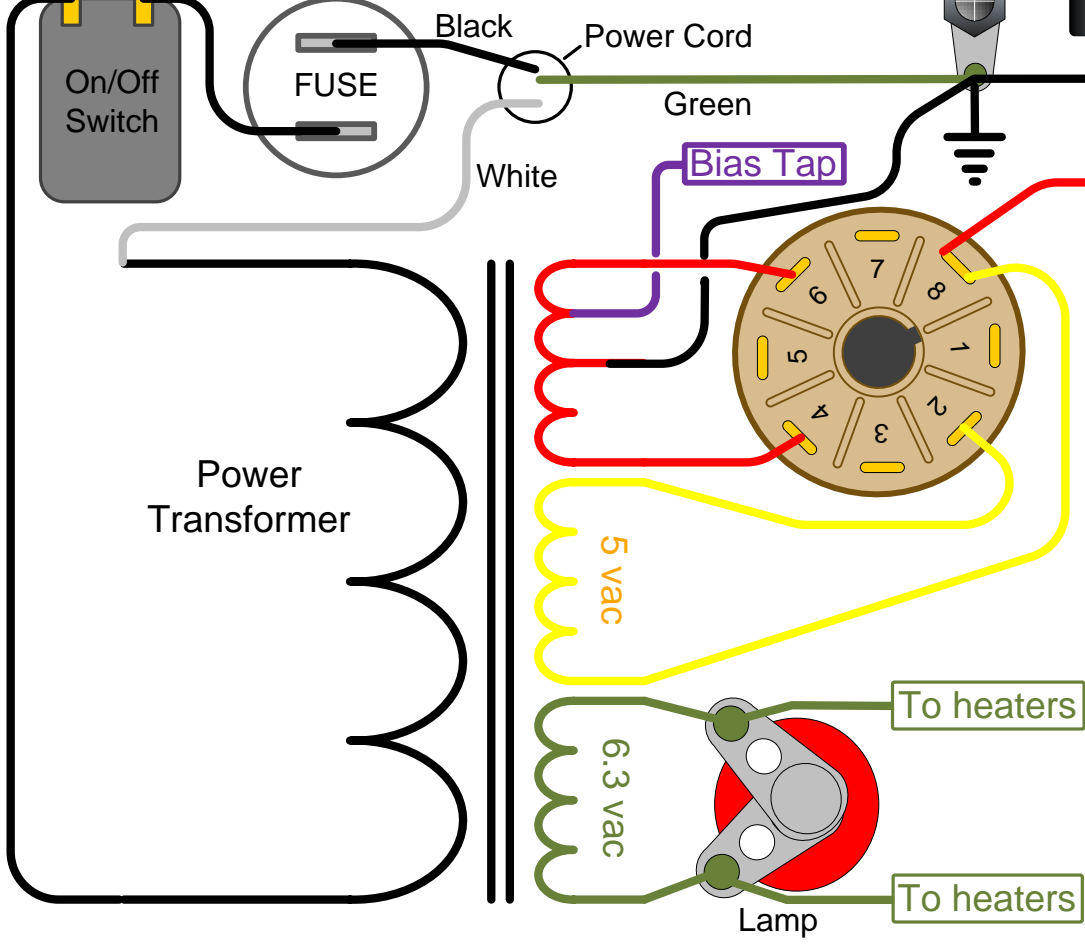 Black
Power Cord
On/Off
Switch
FUSE
Green
White
Bias Tap
7
6
8
5
1
4
2
3
Power
Transformer
5 vac
6.3 vac
To heaters
To heaters
Lamp